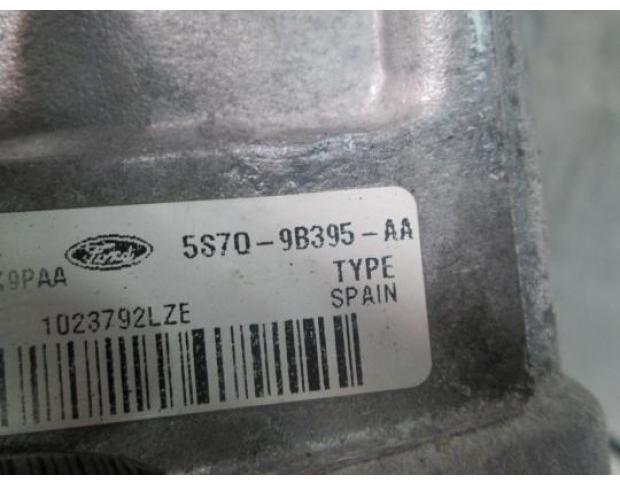 Ford 5S7Q-9B395-AA
9PAA TYPE
SPAIN
1023792LZE